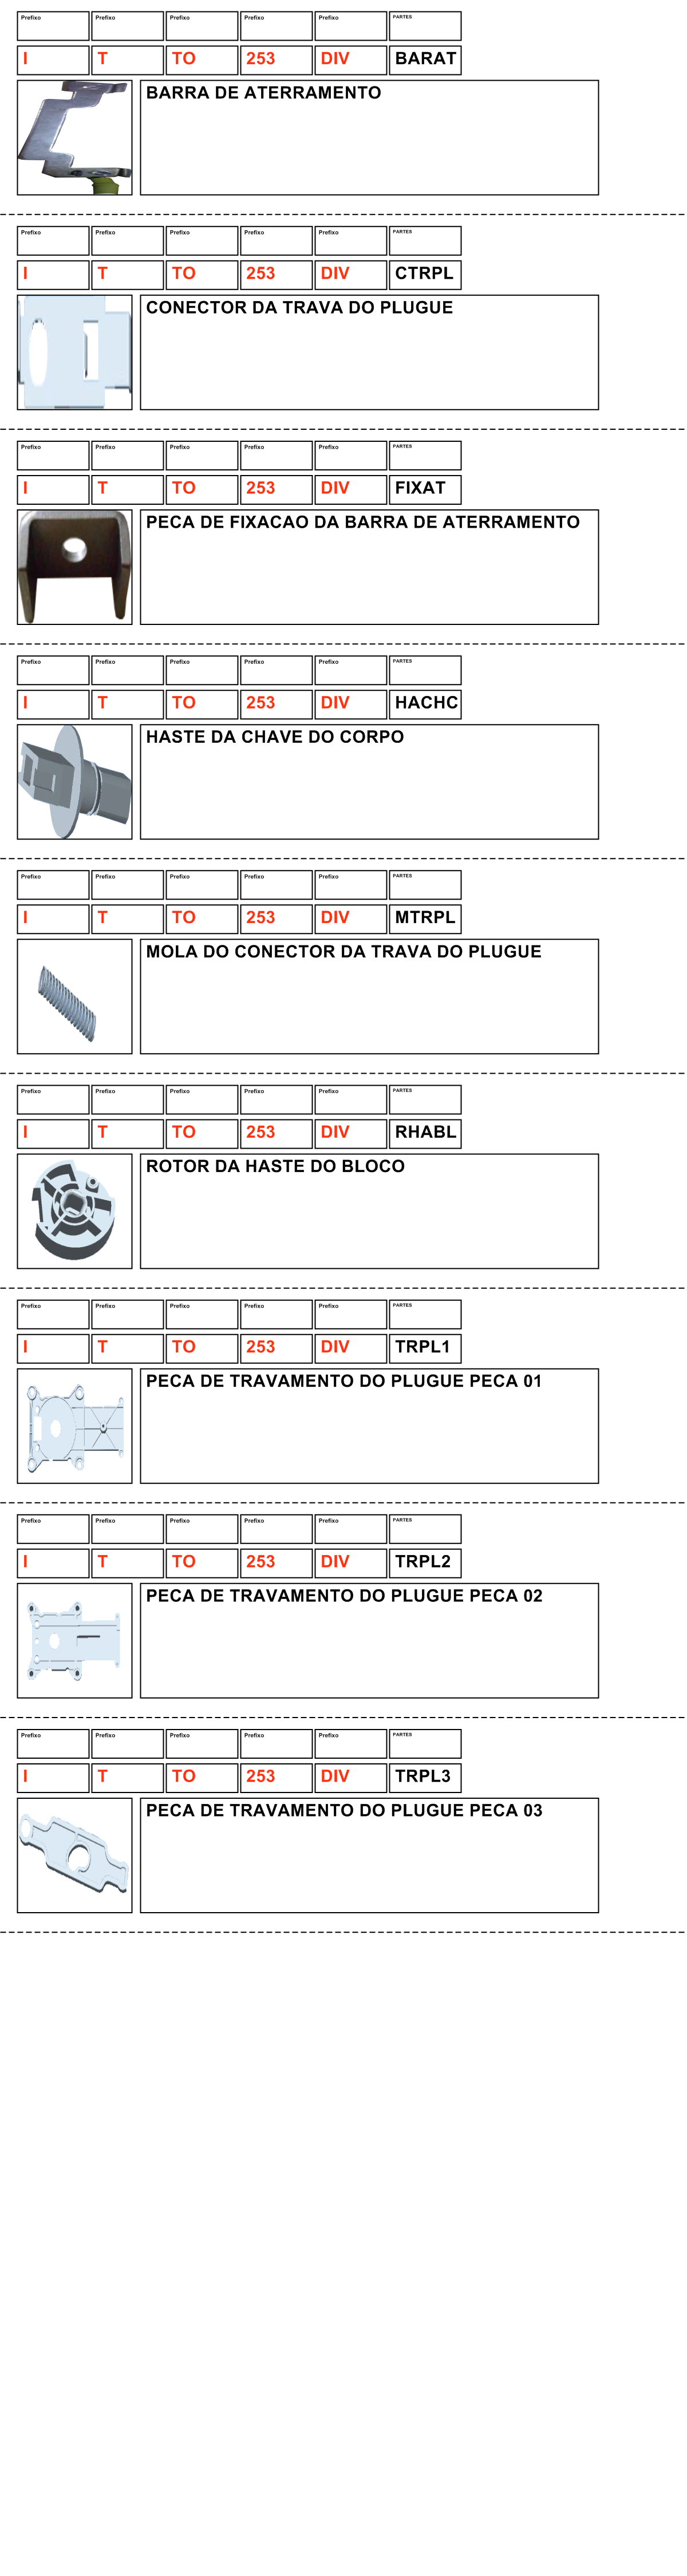 Prefixo Prefixo Prefixo Prefixo Prefixo PARTES
I T TO 253 DIV BARAT
BARRA DE ATERRAMENTO
Prefixo Prefixo Prefixo Prefixo Prefixo PARTES
I T TO 253 DIV CTRPL
CONECTOR DA TRAVA DO PLUGUE
Prefixo Prefixo Prefixo Prefixo Prefixo PARTES
I T TO 253 DIV FIXAT
PECA DE FIXACAO DA BARRA DE ATERRAMENTO
Prefixo Prefixo Prefixo Prefixo Prefixo PARTES
I T TO 253 DIV HACHC
HASTE DA CHAVE DO CORPO
Prefixo Prefixo Prefixo Prefixo Prefixo PARTES
I T TO 253 DIV MTRPL
MOLA DO CONECTOR DA TRAVA DO PLUGUE
Prefixo Prefixo Prefixo Prefixo Prefixo PARTES
I T TO 253 DIV RHABL
ROTOR DA HASTE DO BLOCO
Prefixo Prefixo Prefixo Prefixo Prefixo PARTES
I T TO 253 DIV TRPL1
PECA DE TRAVAMENTO DO PLUGUE PECA 01
Prefixo Prefixo Prefixo Prefixo Prefixo PARTES
I T TO 253 DIV TRPL2
PECA DE TRAVAMENTO DO PLUGUE PECA 02
Prefixo Prefixo Prefixo Prefixo Prefixo PARTES
I T TO 253 DIV TRPL3
PECA DE TRAVAMENTO DO PLUGUE PECA 03